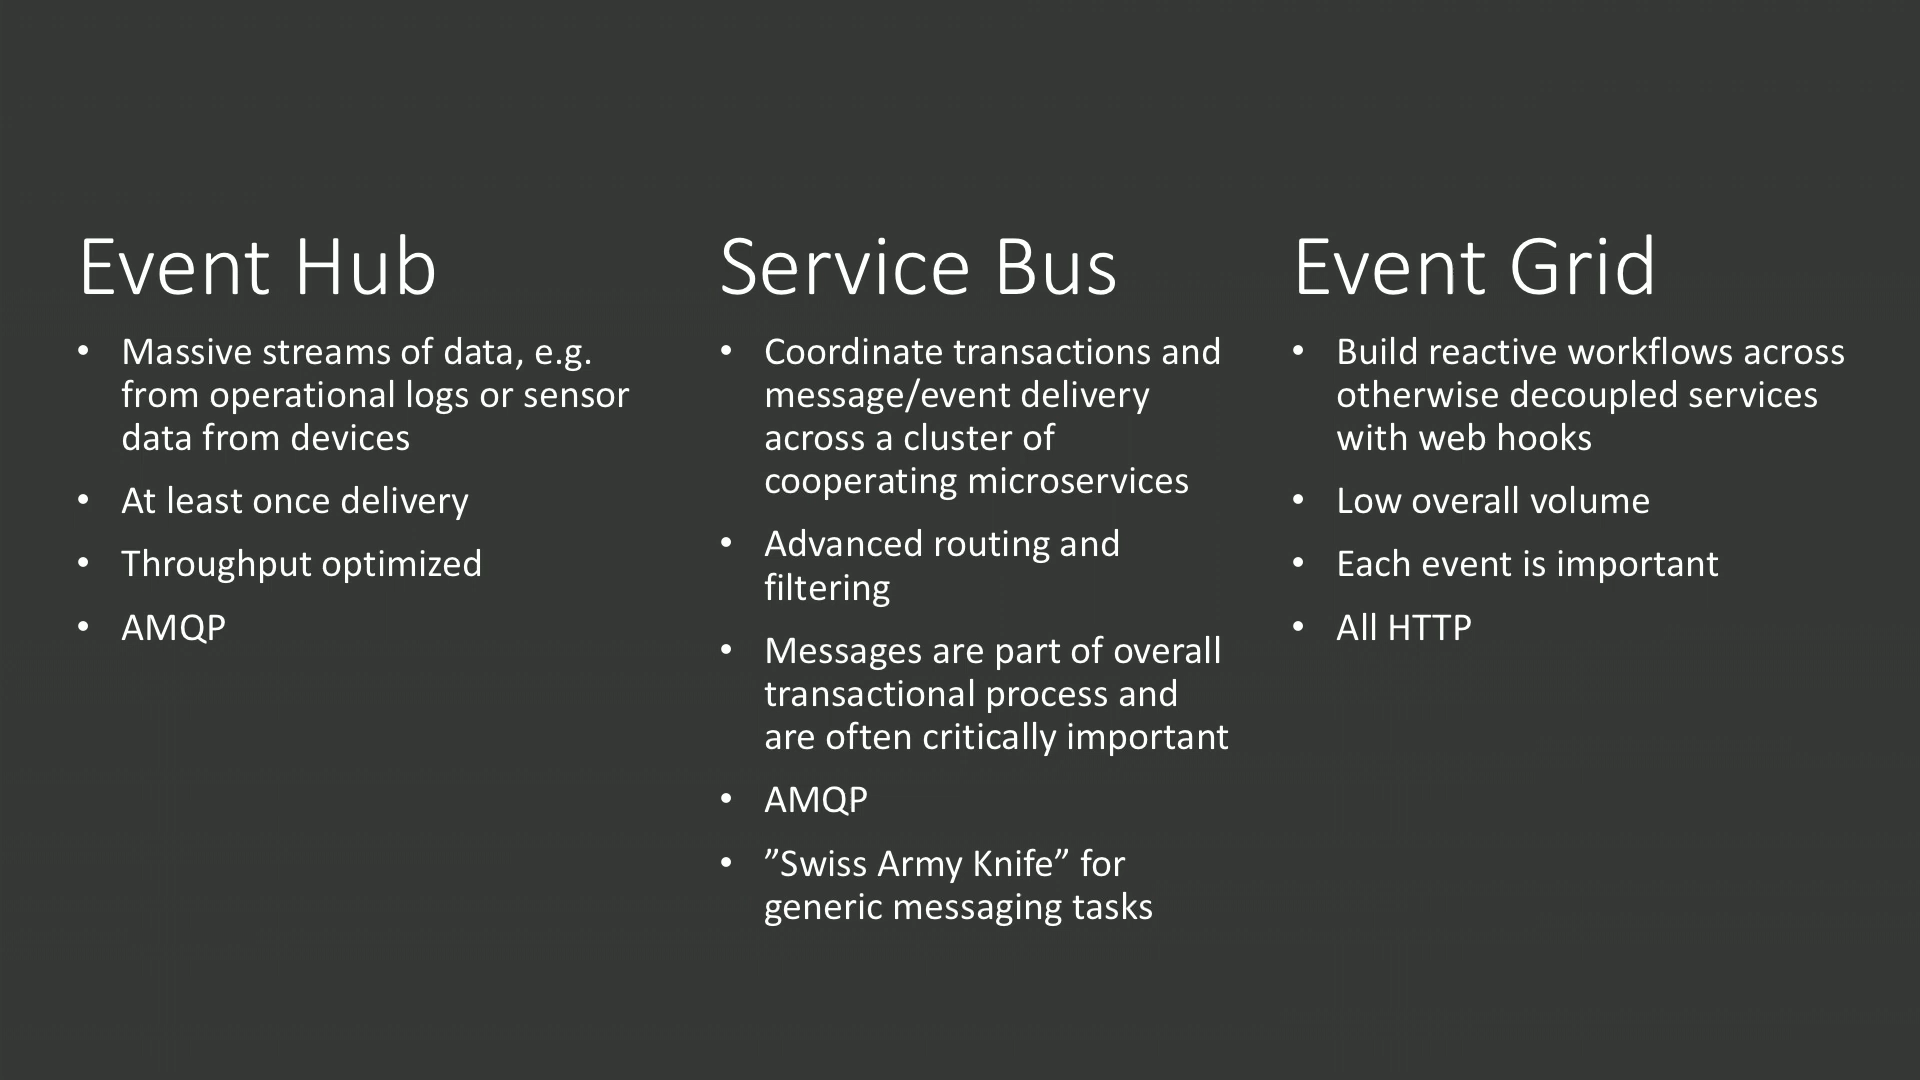 Event Hub
• Massive streams of data, e.g.
from operational logs or sensor
data from devices
• At least once delivery
• Throughput optimized
• AMQP
Service Bus
• Coordinate transactions and
message/event delivery
across a cluster of
cooperating microservices
• Advanced routing and
filtering
• Messages are part of overall
transactional process and
are often critically important
• AMQP
• ”Swiss Army Knife” for
generic messaging tasks
Event Grid
• Build reactive workflows across
otherwise decoupled services
with web hooks
• Low overall volume
• Each event is important
• All HTTP